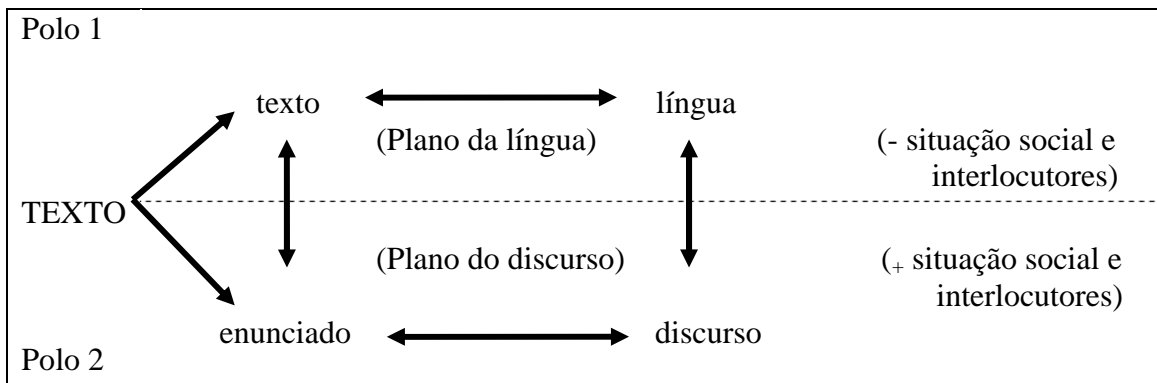 Polo 1
texto
língua
(Plano da língua)
(- situação social e
interlocutores)
TEXTO
(Plano do discurso)
(+ situação social e
interlocutores)
enunciado
discurso
Polo 2